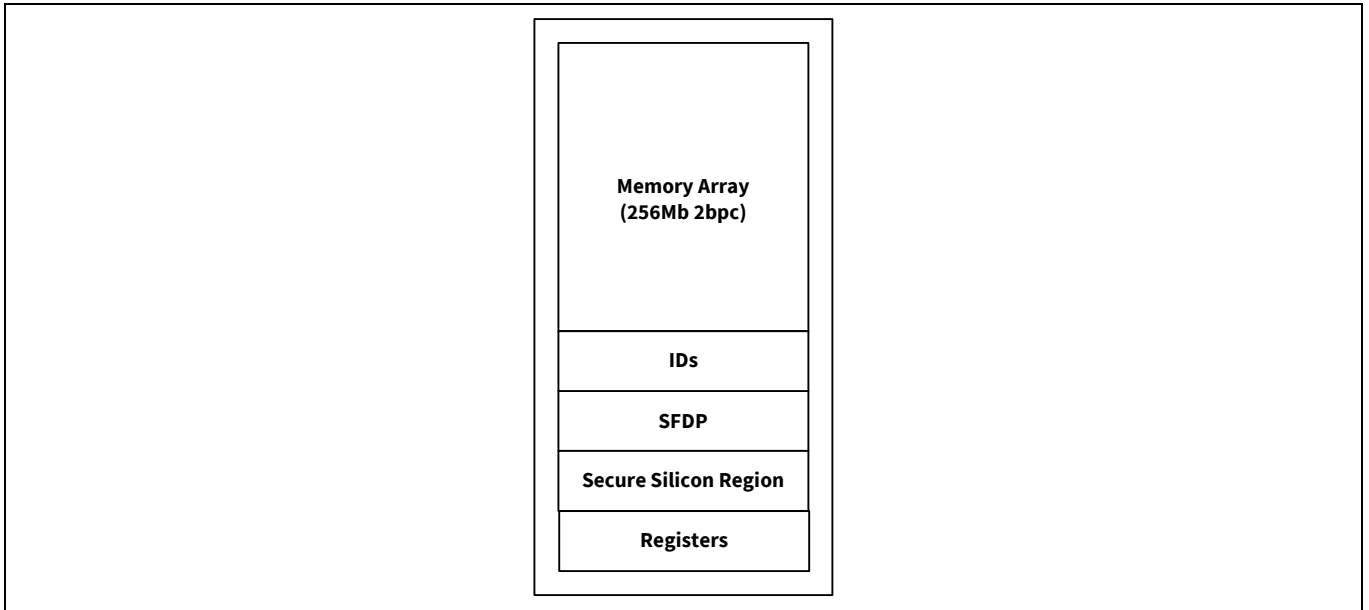 Memory Array
(256Mb 2bpc)
IDs
SFDP
Secure Silicon Region
Registers